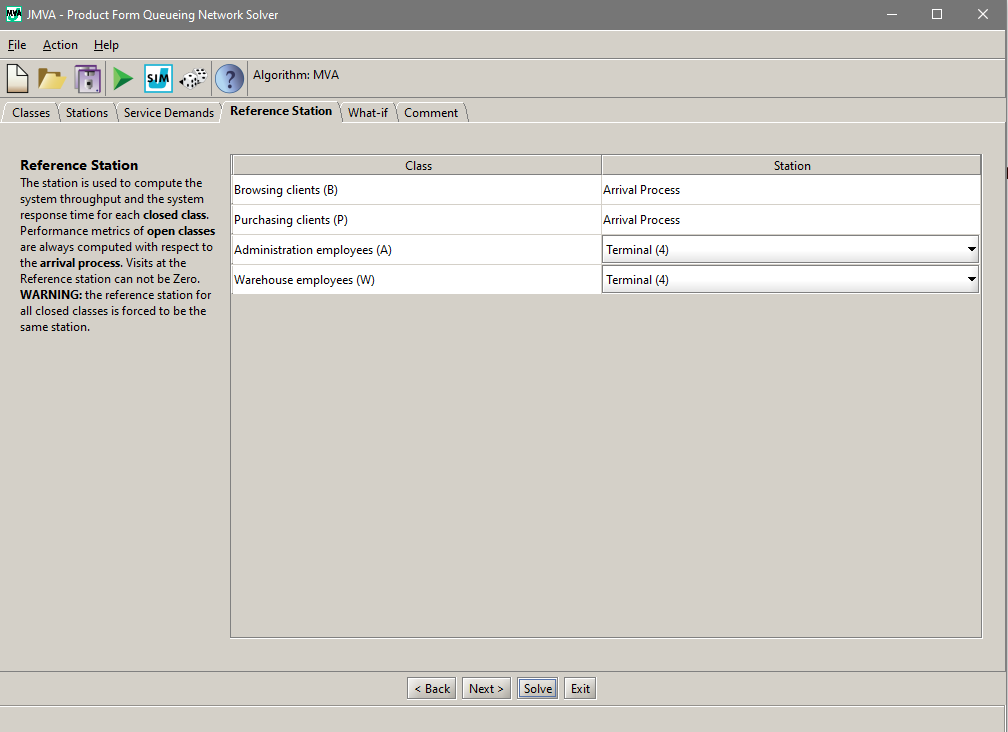 JMVA - Product Form Queueing Network Solver
File Action Help
SIM ? Algorithm: MVA
Classes Stations Service Demands Reference Station What-if Comment
Reference Station
The station is used to compute the
system throughput and the system
response time for each closed class.
Performance metrics of open classes
are always computed with respect to
the arrival process. Visits at the
Reference station can not be Zero.
WARNING: the reference station for
all closed classes is forced to be the
same station.
Class Station
Browsing clients (B) Arrival Process
Purchasing clients (P) Arrival Process
Administration employees (A) Terminal (4)
Warehouse employees (W) Terminal (4)
< Back Next > Solve Exit